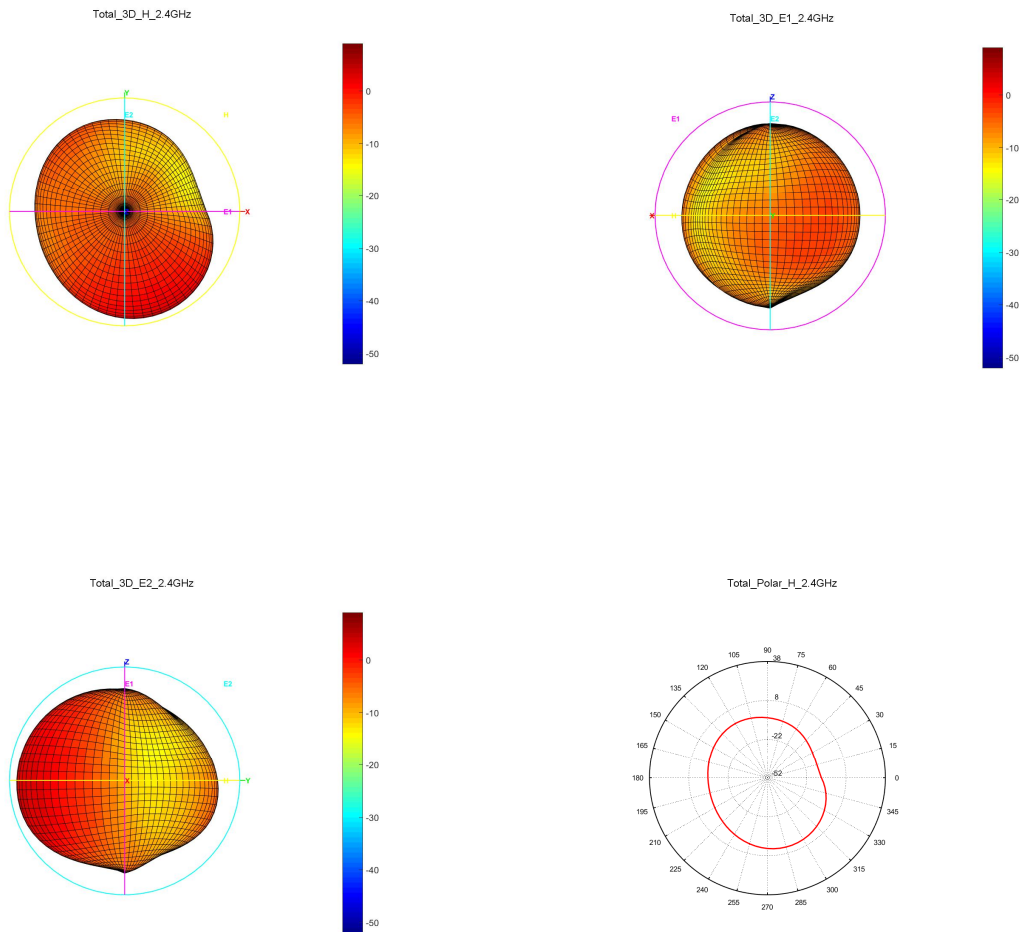 Total_3D_H_2.4GHz
Y
E2
H
E1
X
0
-10
-20
-30
-40
-50
Total_3D_E1_2.4GHz
Z
E1
E2
X
H
Y
0
-10
-20
-30
-40
-50
Total_3D_E2_2.4GHz
Z
E1
E2
X
H
Y
0
-10
-20
-30
-40
-50
Total_Polar_H_2.4GHz
90
105
75
38
120
60
135
45
8
150
30
165
-22
15
180
-52
0
195
345
210
330
225
315
240
300
255
285
270